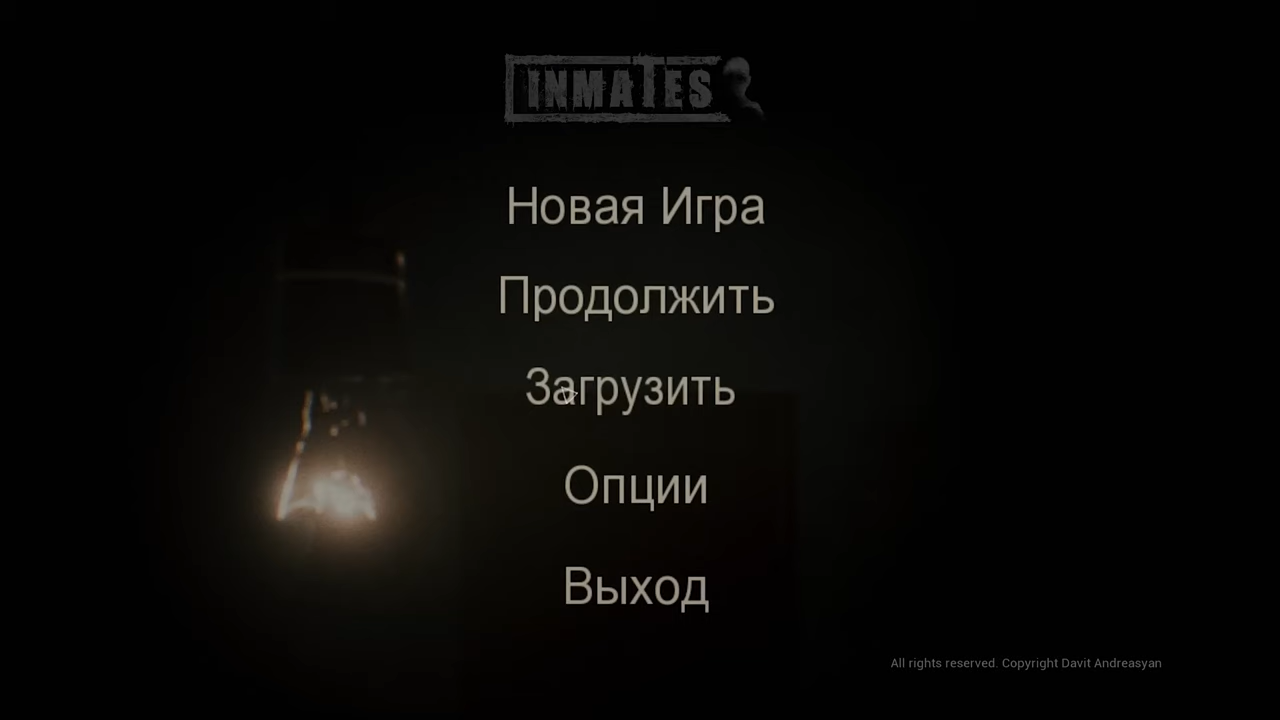 INMATES
Новая Игра
Продолжить
Загрузить
Опции
Выход
All rights reserved. Copyright Davit Andreasyan